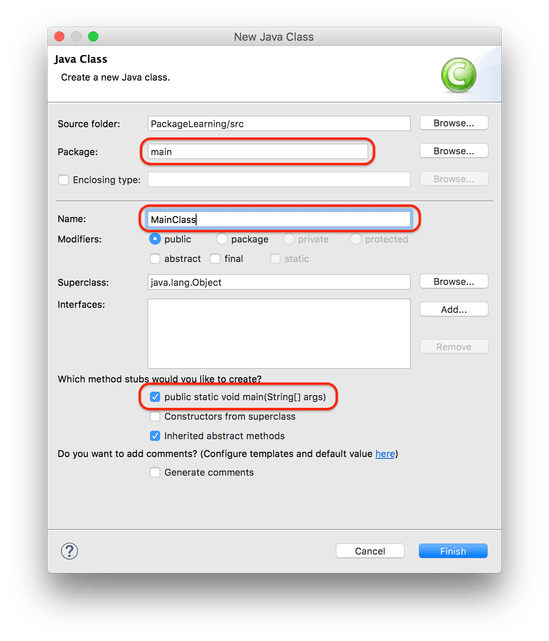 New Java Class
Java Class
Create a new Java class.
C
Source folder: PackageLearning/src Browse...
Package: main Browse...
Enclosing type: Browse...
Name: MainClass
Modifiers: public package private protected
abstract final static
Superclass: java.lang.Object Browse...
Interfaces: Add...
Remove
Which method stubs would you like to create?
public static void main(String[] args)
Constructors from superclass
Inherited abstract methods
Do you want to add comments? (Configure templates and default value here)
Generate comments
? Cancel Finish